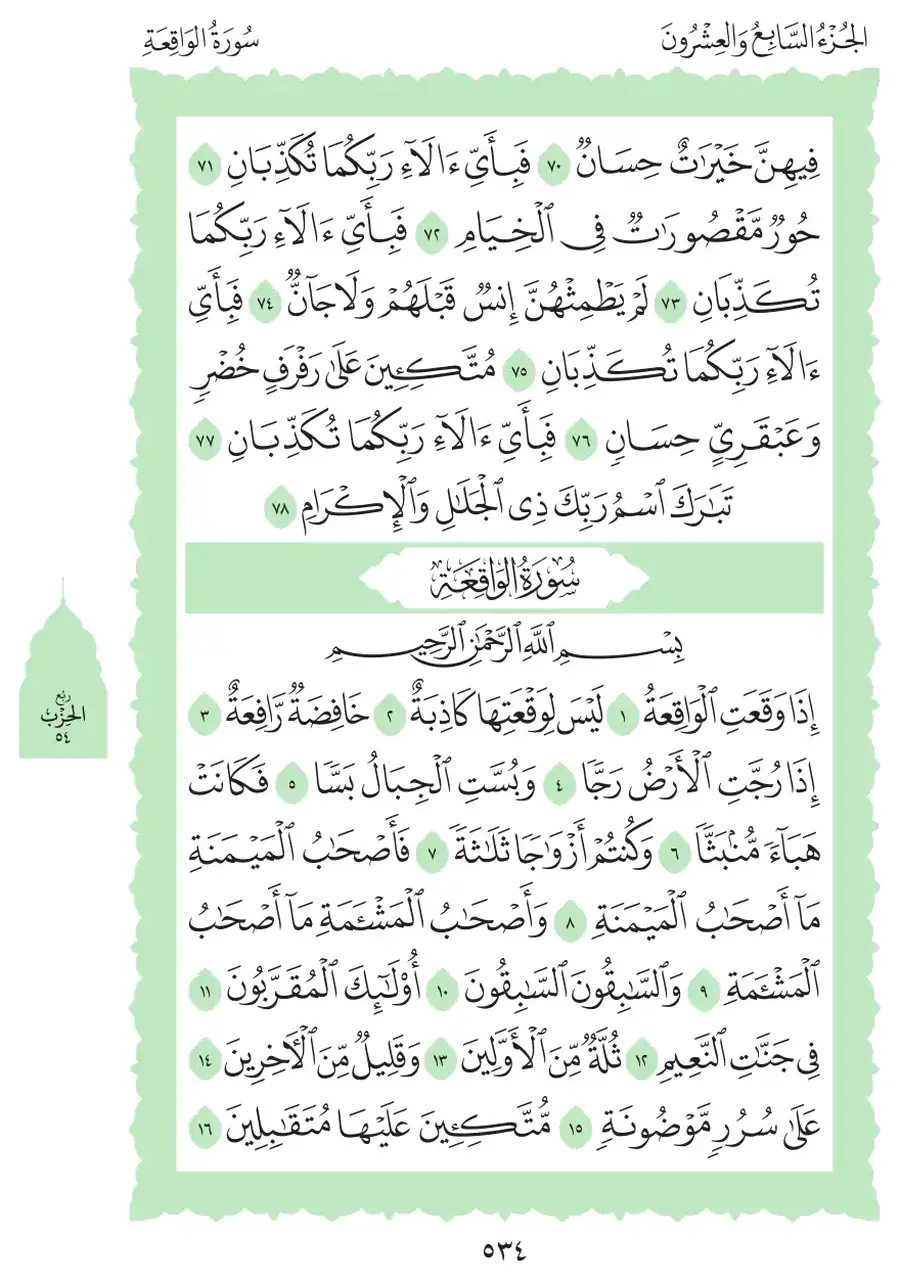 الجُزْءُ السَّابِعُ وَالعِشْرُونَ
سُورَةُ الوَاقِعَةِ
فِيهِنَّ خَيْرَٰتٌ حِسَانٌ ٧٠ فَبِأَيِّ ءَالَآءِ رَبِّكُمَا تُكَذِّبَانِ ٧١
حُورٌ مَّقْصُورَٰتٌ فِي ٱلْخِيَامِ ٧٢ فَبِأَيِّ ءَالَآءِ رَبِّكُمَا
تُكَذِّبَانِ ٧٣ لَمْ يَطْمِثْهُنَّ إِنسٌ قَبْلَهُمْ وَلَا جَآنٌّ ٧٤ فَبِأَيِّ
ءَالَآءِ رَبِّكُمَا تُكَذِّبَانِ ٧٥ مُتَّكِـِٔينَ عَلَىٰ رَفْرَفٍ خُضْرٍ
وَعَبْقَرِيٍّ حِسَانٍ ٧٦ فَبِأَيِّ ءَالَآءِ رَبِّكُمَا تُكَذِّبَانِ ٧٧
تَبَٰرَكَ ٱسْمُ رَبِّكَ ذِي ٱلْجَلَٰلِ وَٱلْإِكْرَامِ ٧٨
سُورَةُ الوَاقِعَةِ
بِسْمِ ٱللَّهِ ٱلرَّحْمَٰنِ ٱلرَّحِيمِ
إِذَا وَقَعَتِ ٱلْوَاقِعَةُ ١ لَيْسَ لِوَقْعَتِهَا كَاذِبَةٌ ٢ خَافِضَةٌ رَّافِعَةٌ ٣
إِذَا رُجَّتِ ٱلْأَرْضُ رَجًّا ٤ وَبُسَّتِ ٱلْجِبَالُ بَسًّا ٥ فَكَانَتْ
هَبَآءً مُّنۢبَثًّا ٦ وَكُنتُمْ أَزْوَٰجًا ثَلَٰثَةً ٧ فَأَصْحَٰبُ ٱلْمَيْمَنَةِ
مَآ أَصْحَٰبُ ٱلْمَيْمَنَةِ ٨ وَأَصْحَٰبُ ٱلْمَشْـَٔمَةِ مَآ أَصْحَٰبُ
ٱلْمَشْـَٔمَةِ ٩ وَٱلسَّٰبِقُونَ ٱلسَّٰبِقُونَ ١٠ أُوْلَٰٓئِكَ ٱلْمُقَرَّبُونَ ١١
فِي جَنَّٰتِ ٱلنَّعِيمِ ١٢ ثُلَّةٌ مِّنَ ٱلْأَوَّلِينَ ١٣ وَقَلِيلٌ مِّنَ ٱلْأٓخِرِينَ ١٤
عَلَىٰ سُرُرٍ مَّوْضُونَةٍ ١٥ مُّتَّكِـِٔينَ عَلَيْهَا مُتَقَٰبِلِينَ ١٦
رُبْع
الحِزْب
٥٤
٥٣٤